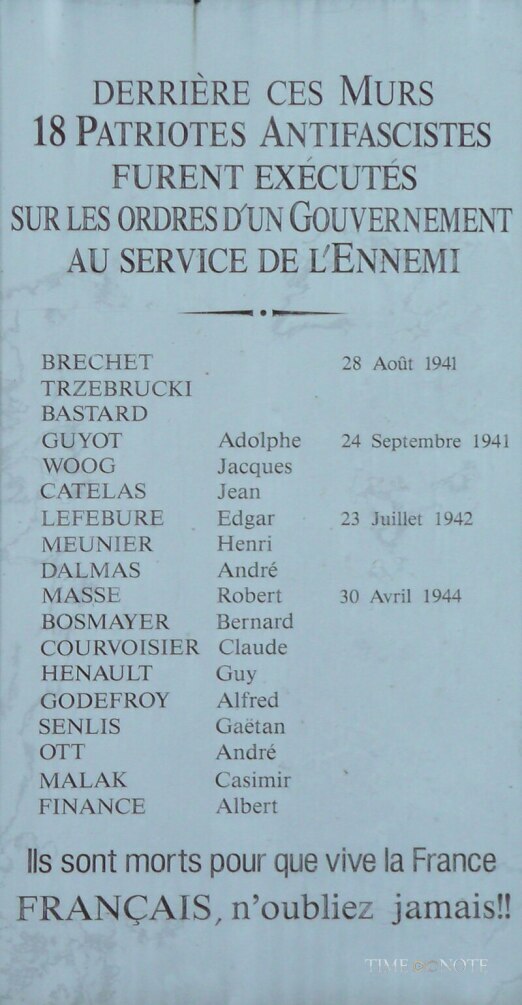 DERRIÈRE CES MURS
18 PATRIOTES ANTIFASCISTES
FURENT EXÉCUTÉS
SUR LES ORDRES D'UN GOUVERNEMENT
AU SERVICE DE L'ENNEMI
BRECHET 28 Août 1941
TRZEBRUCKI
BASTARD
GUYOT Adolphe 24 Septembre 1941
WOOG Jacques
CATELAS Jean
LEFEBURE Edgar 23 Juillet 1942
MEUNIER Henri
DALMAS André
MASSE Robert 30 Avril 1944
BOSMAYER Bernard
COURVOISIER Claude
HENAULT Guy
GODEFROY Alfred
SENLIS Gaëtan
OTT André
MALAK Casimir
FINANCE Albert
Ils sont morts pour que vive la France
FRANÇAIS, n'oubliez jamais!!
TIMENOTE